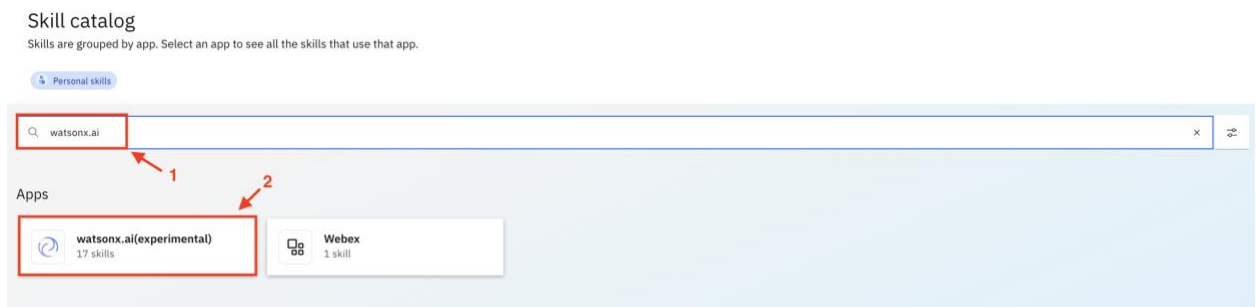 Skill catalog
Skills are grouped by app. Select an app to see all the skills that use that app.
Personal skills
watsonx.ai
1
2
Apps
watsonx.ai(experimental)
17 skills
Webex
1 skill